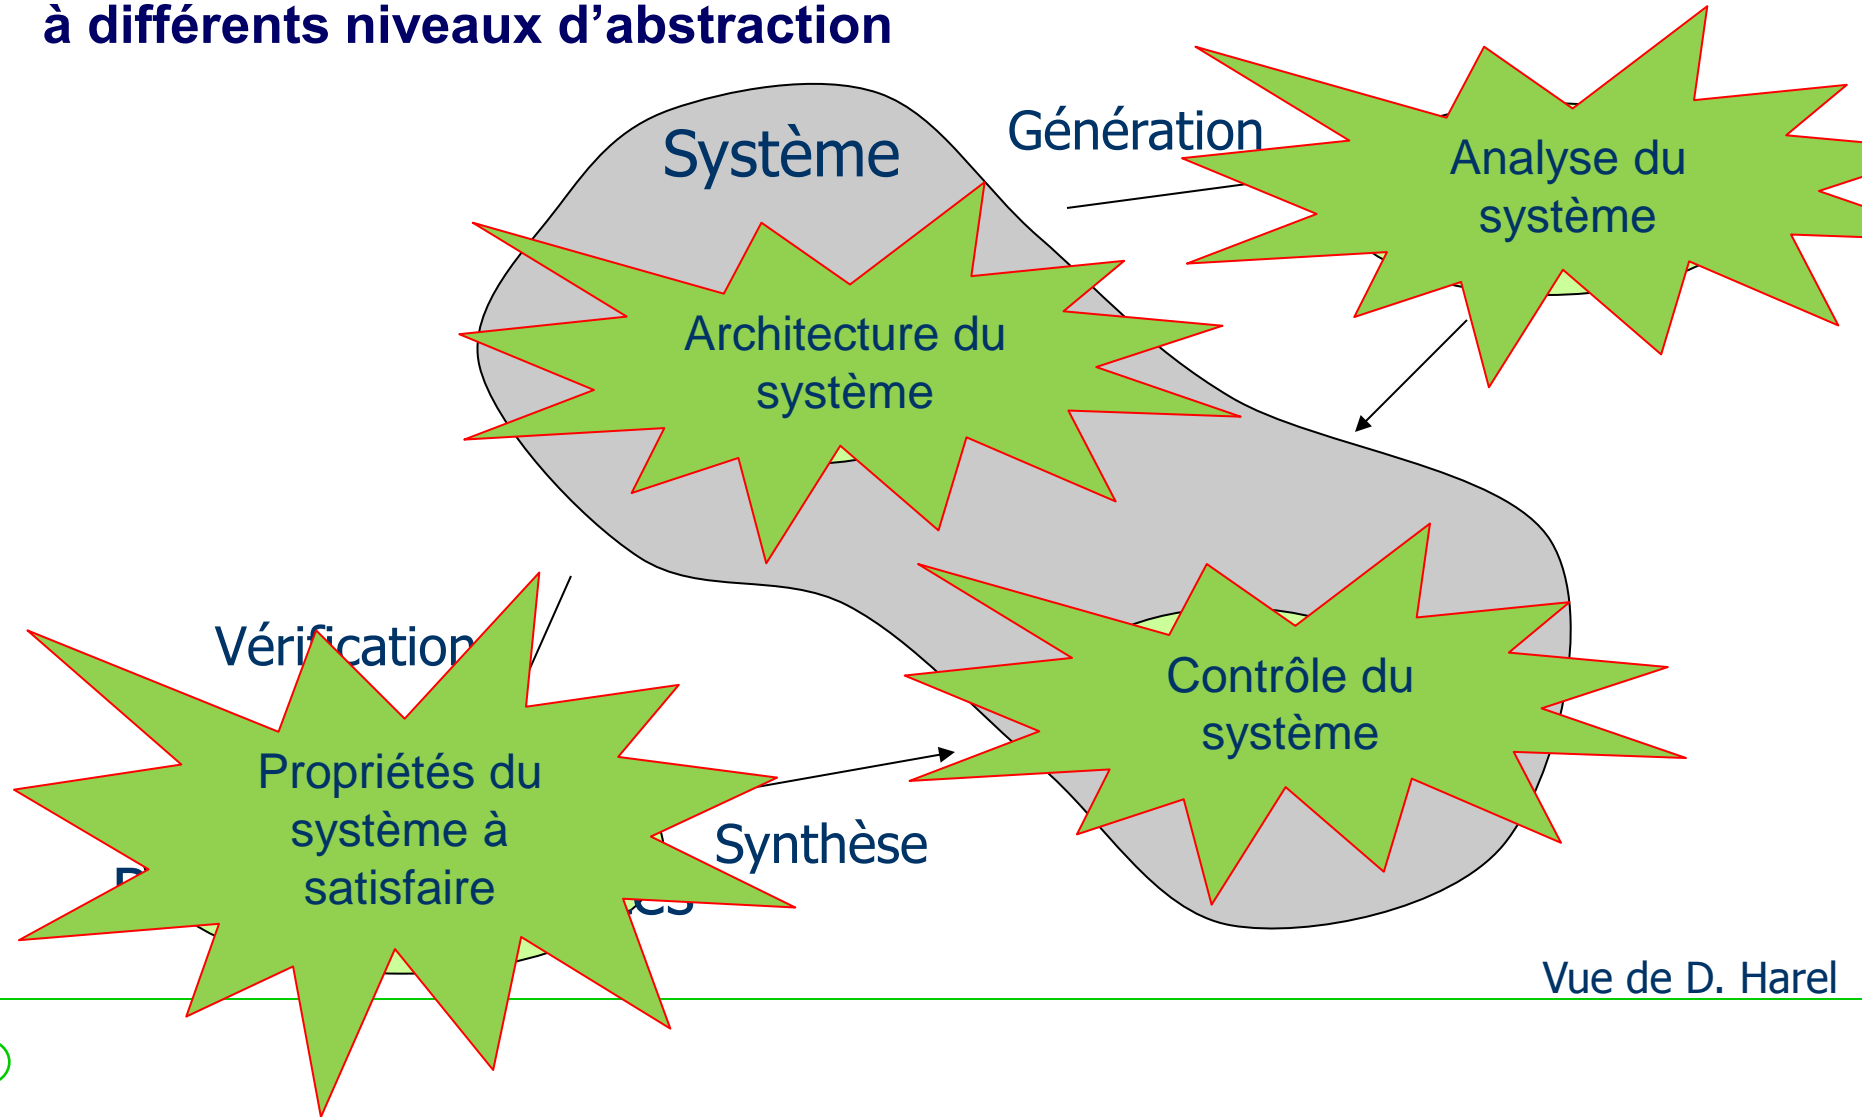 à différents niveaux d’abstraction
Système
Génération
Analyse du
système
Architecture du
système
Vérification
Contrôle du
système
Propriétés du
système à
satisfaire
Synthèse
Vue de D. Harel